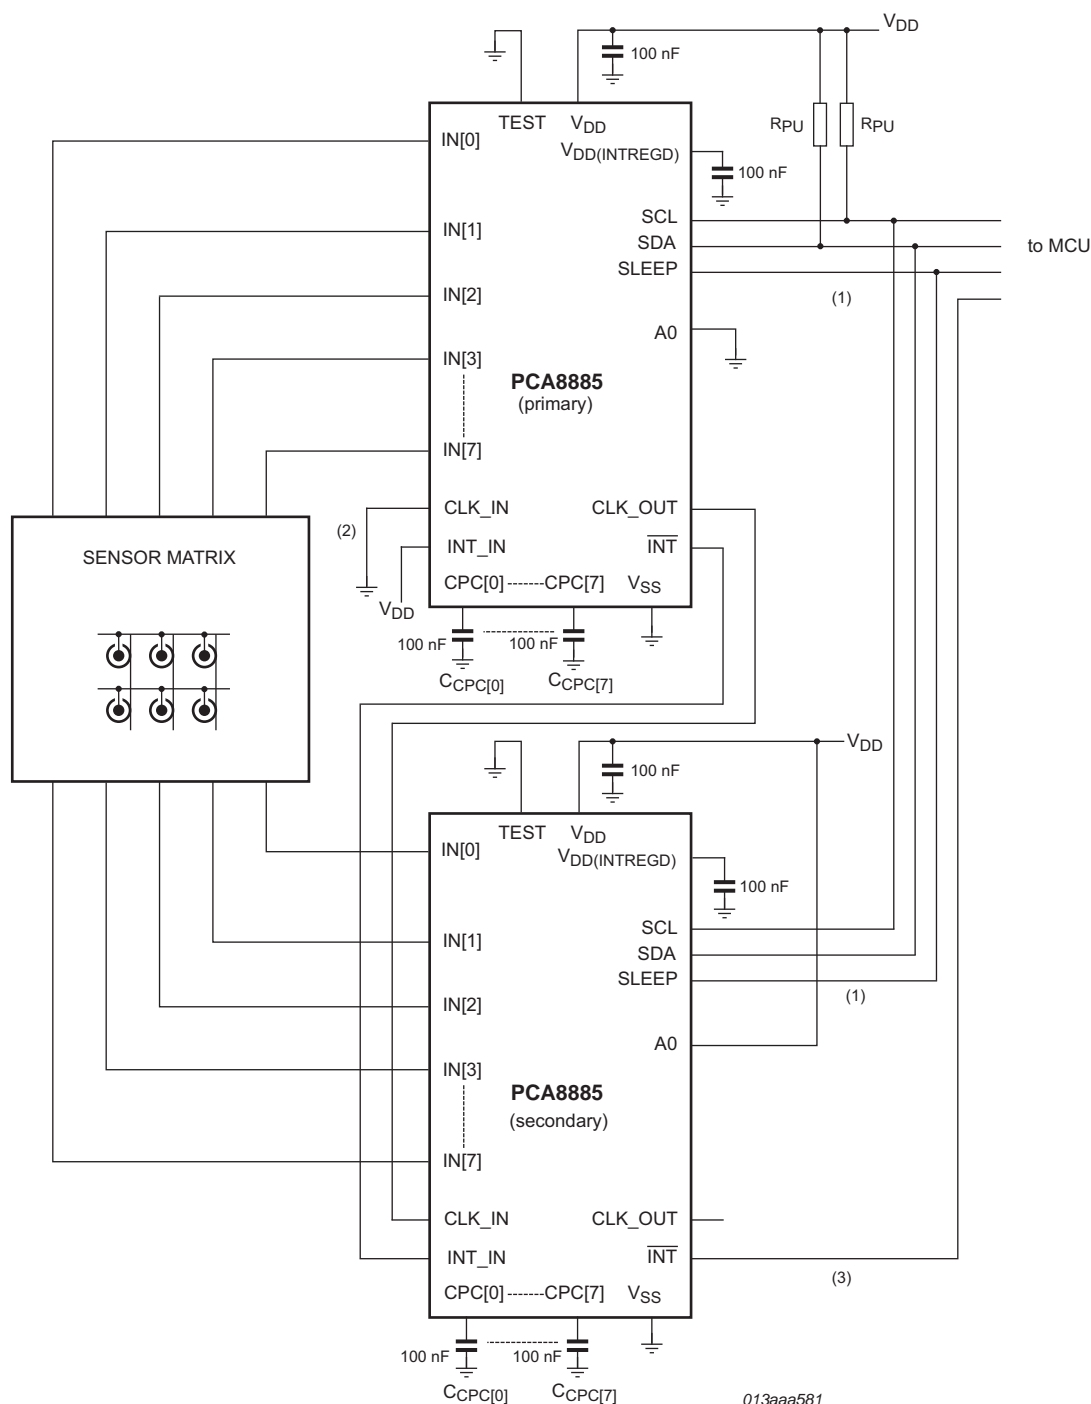 VDD
100 nF
TEST VDD
RPU RPU
IN[0]
VDD(INTREGD)
100 nF
SCL
IN[1]
SDA
to MCU
SLEEP
IN[2]
(1)
A0
IN[3]
PCA8885
(primary)
IN[7]
CLK_IN CLK_OUT
(2)
INT_IN INT
SENSOR MATRIX
CPC[0] CPC[7] VSS
VDD
100 nF 100 nF
CCPC[0] CCPC[7]
VDD
100 nF
TEST VDD
IN[0]
VDD(INTREGD)
100 nF
SCL
IN[1]
SDA
SLEEP
(1)
IN[2]
A0
IN[3]
PCA8885
(secondary)
IN[7]
CLK_IN CLK_OUT
INT_IN INT
(3)
CPC[0] CPC[7] VSS
100 nF 100 nF
CCPC[0] CCPC[7]
013aaa581